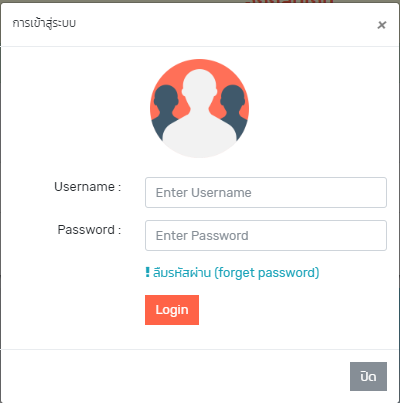 การเข้าสู่ระบบ ×
Username :
Enter Username
Password :
Enter Password
! ลืมรหัสผ่าน (forget password)
Login
ปิด